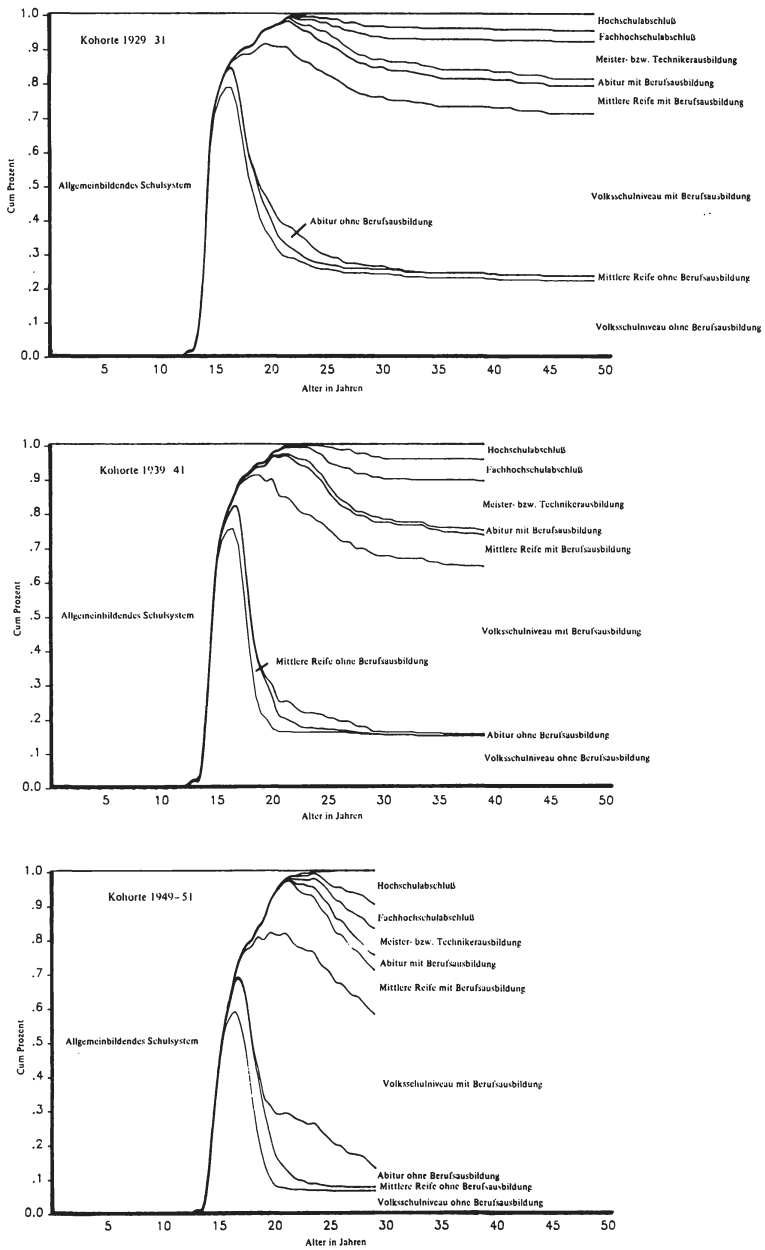 Kohorte 1929–31
Cum Prozent
1.0
.9
.8
.7
.6
.5
.4
.3
.2
.1
0.0
Allgemeinbildendes Schulsystem
Abitur ohne Berufsausbildung
Hochschulabschluß
Fachhochschulabschluß
Meister- bzw. Technikerausbildung
Abitur mit Berufsausbildung
Mittlere Reife mit Berufsausbildung
Volksschulniveau mit Berufsausbildung
Mittlere Reife ohne Berufsausbildung
Volksschulniveau ohne Berufsausbildung
5 10 15 20 25 30 35 40 45 50
Alter in Jahren
Kohorte 1939–41
Cum Prozent
1.0
.9
.8
.7
.6
.5
.4
.3
.2
.1
0.0
Allgemeinbildendes Schulsystem
Mittlere Reife ohne Berufsausbildung
Hochschulabschluß
Fachhochschulabschluß
Meister- bzw. Technikerausbildung
Abitur mit Berufsausbildung
Mittlere Reife mit Berufsausbildung
Volksschulniveau mit Berufsausbildung
Abitur ohne Berufsausbildung
Volksschulniveau ohne Berufsausbildung
5 10 15 20 25 30 35 40 45 50
Alter in Jahren
Kohorte 1949–51
Cum Prozent
1.0
.9
.8
.7
.6
.5
.4
.3
.2
.1
0.0
Allgemeinbildendes Schulsystem
Hochschulabschluß
Fachhochschulabschluß
Meister- bzw. Technikerausbildung
Abitur mit Berufsausbildung
Mittlere Reife mit Berufsausbildung
Volksschulniveau mit Berufsausbildung
Abitur ohne Berufsausbildung
Mittlere Reife ohne Berufsausbildung
Volksschulniveau ohne Berufsausbildung
5 10 15 20 25 30 35 40 45 50
Alter in Jahren